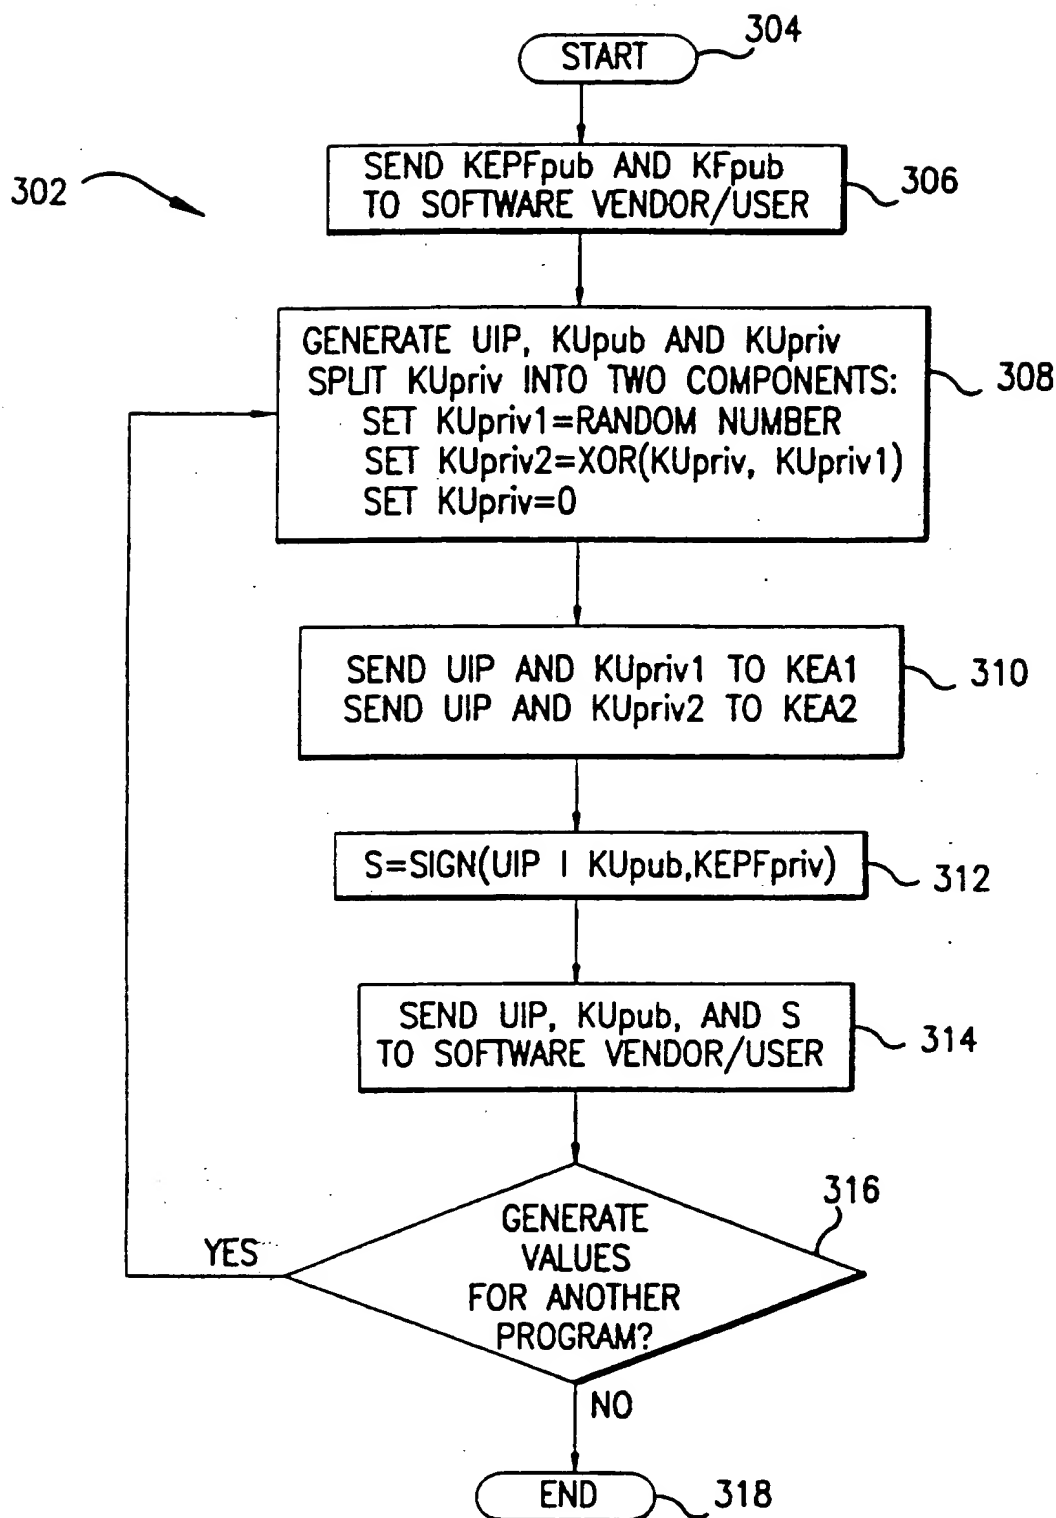 304
START
302
SEND KEPFpub AND KFpub
TO SOFTWARE VENDOR/USER
306
GENERATE UIP, KUpub AND KUpriv
SPLIT KUpriv INTO TWO COMPONENTS:
SET KUpriv1=RANDOM NUMBER
SET KUpriv2=XOR(KUpriv, KUpriv1)
SET KUpriv=0
308
SEND UIP AND KUpriv1 TO KEA1
SEND UIP AND KUpriv2 TO KEA2
310
S=SIGN(UIP | KUpub,KEPFpriv)
312
SEND UIP, KUpub, AND S
TO SOFTWARE VENDOR/USER
314
316
GENERATE
VALUES
FOR ANOTHER
PROGRAM?
YES
NO
END
318